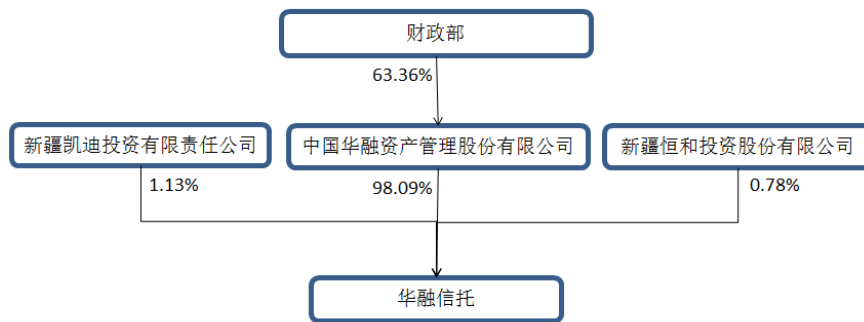 财政部
63.36%
新疆凯迪投资有限责任公司
中国华融资产管理股份有限公司
新疆恒和投资股份有限公司
1.13%
98.09%
0.78%
华融信托